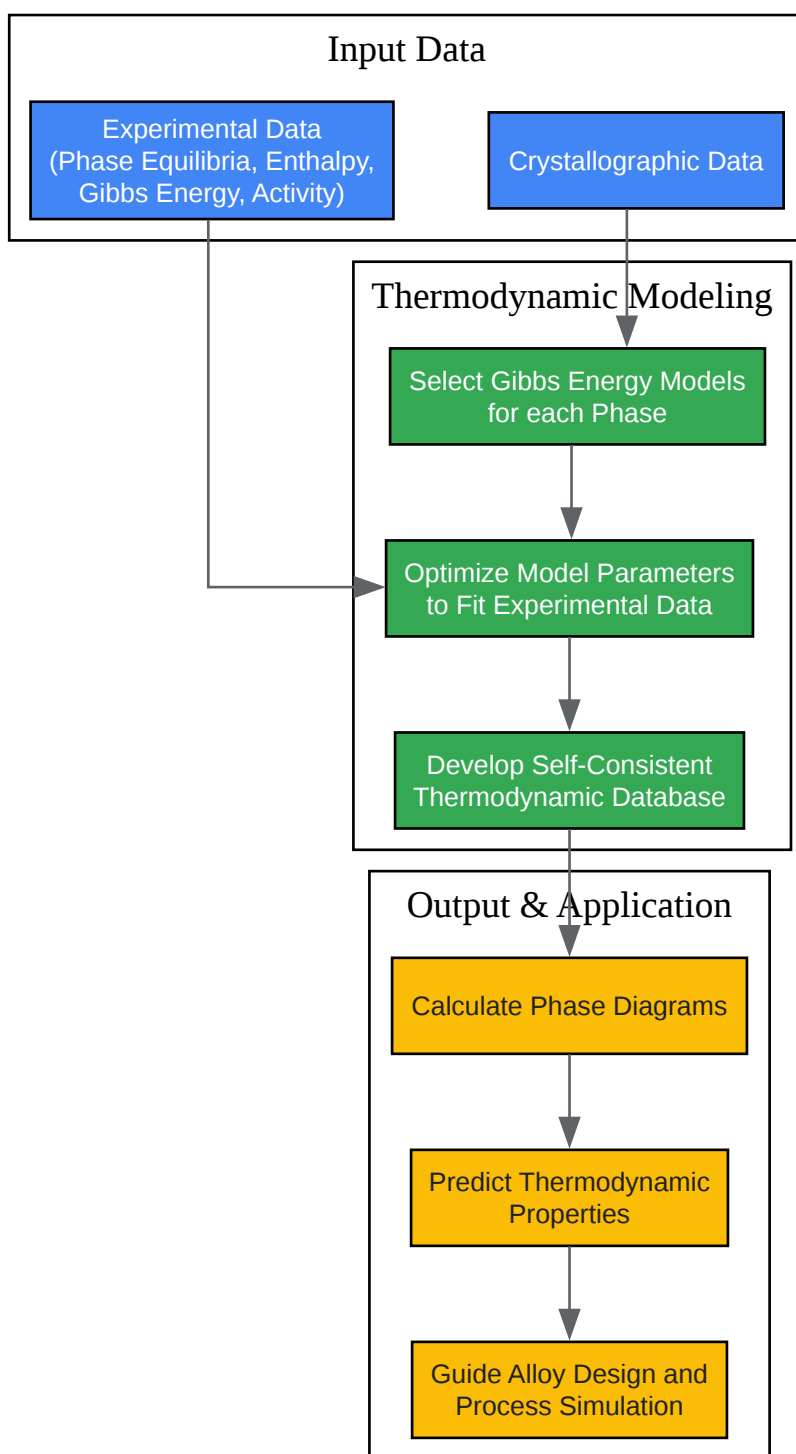 Input Data
Experimental Data
(Phase Equilibria, Enthalpy,
Gibbs Energy, Activity)
Crystallographic Data
Thermodynamic Modeling
Select Gibbs Energy Models
for each Phase
Optimize Model Parameters
to Fit Experimental Data
Develop Self-Consistent
Thermodynamic Database
Output & Application
Calculate Phase Diagrams
Predict Thermodynamic
Properties
Guide Alloy Design and
Process Simulation